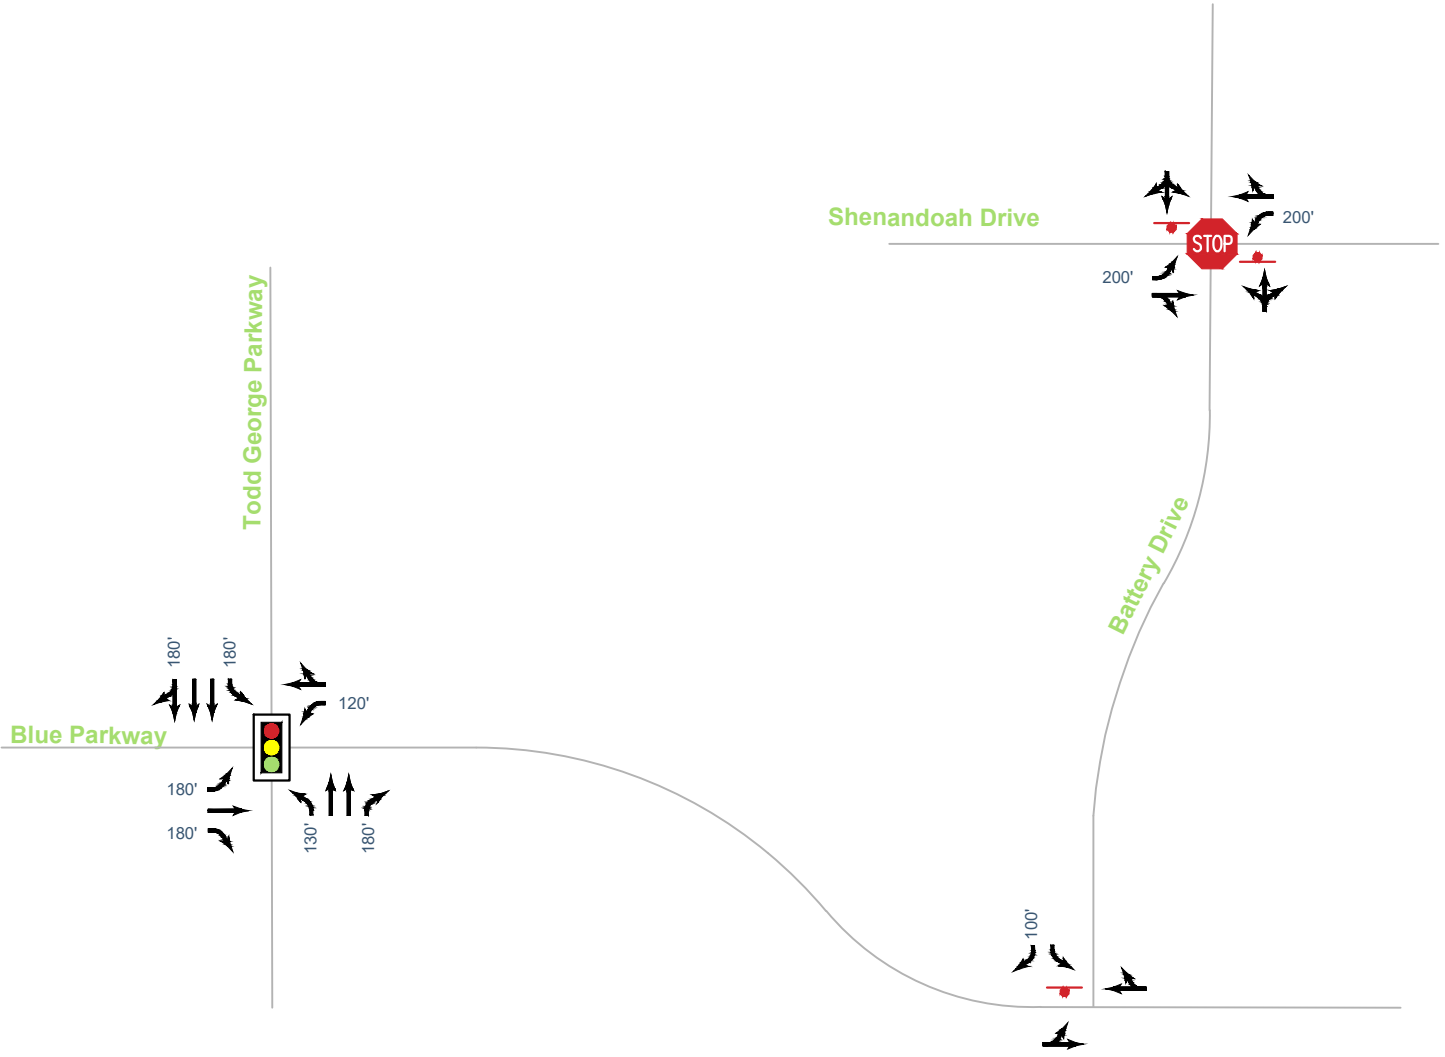 Shenandoah Drive
200'
STOP
200'
Todd George Parkway
Battery Drive
180'
180'
120'
Blue Parkway
180'
180'
130'
180'
100'